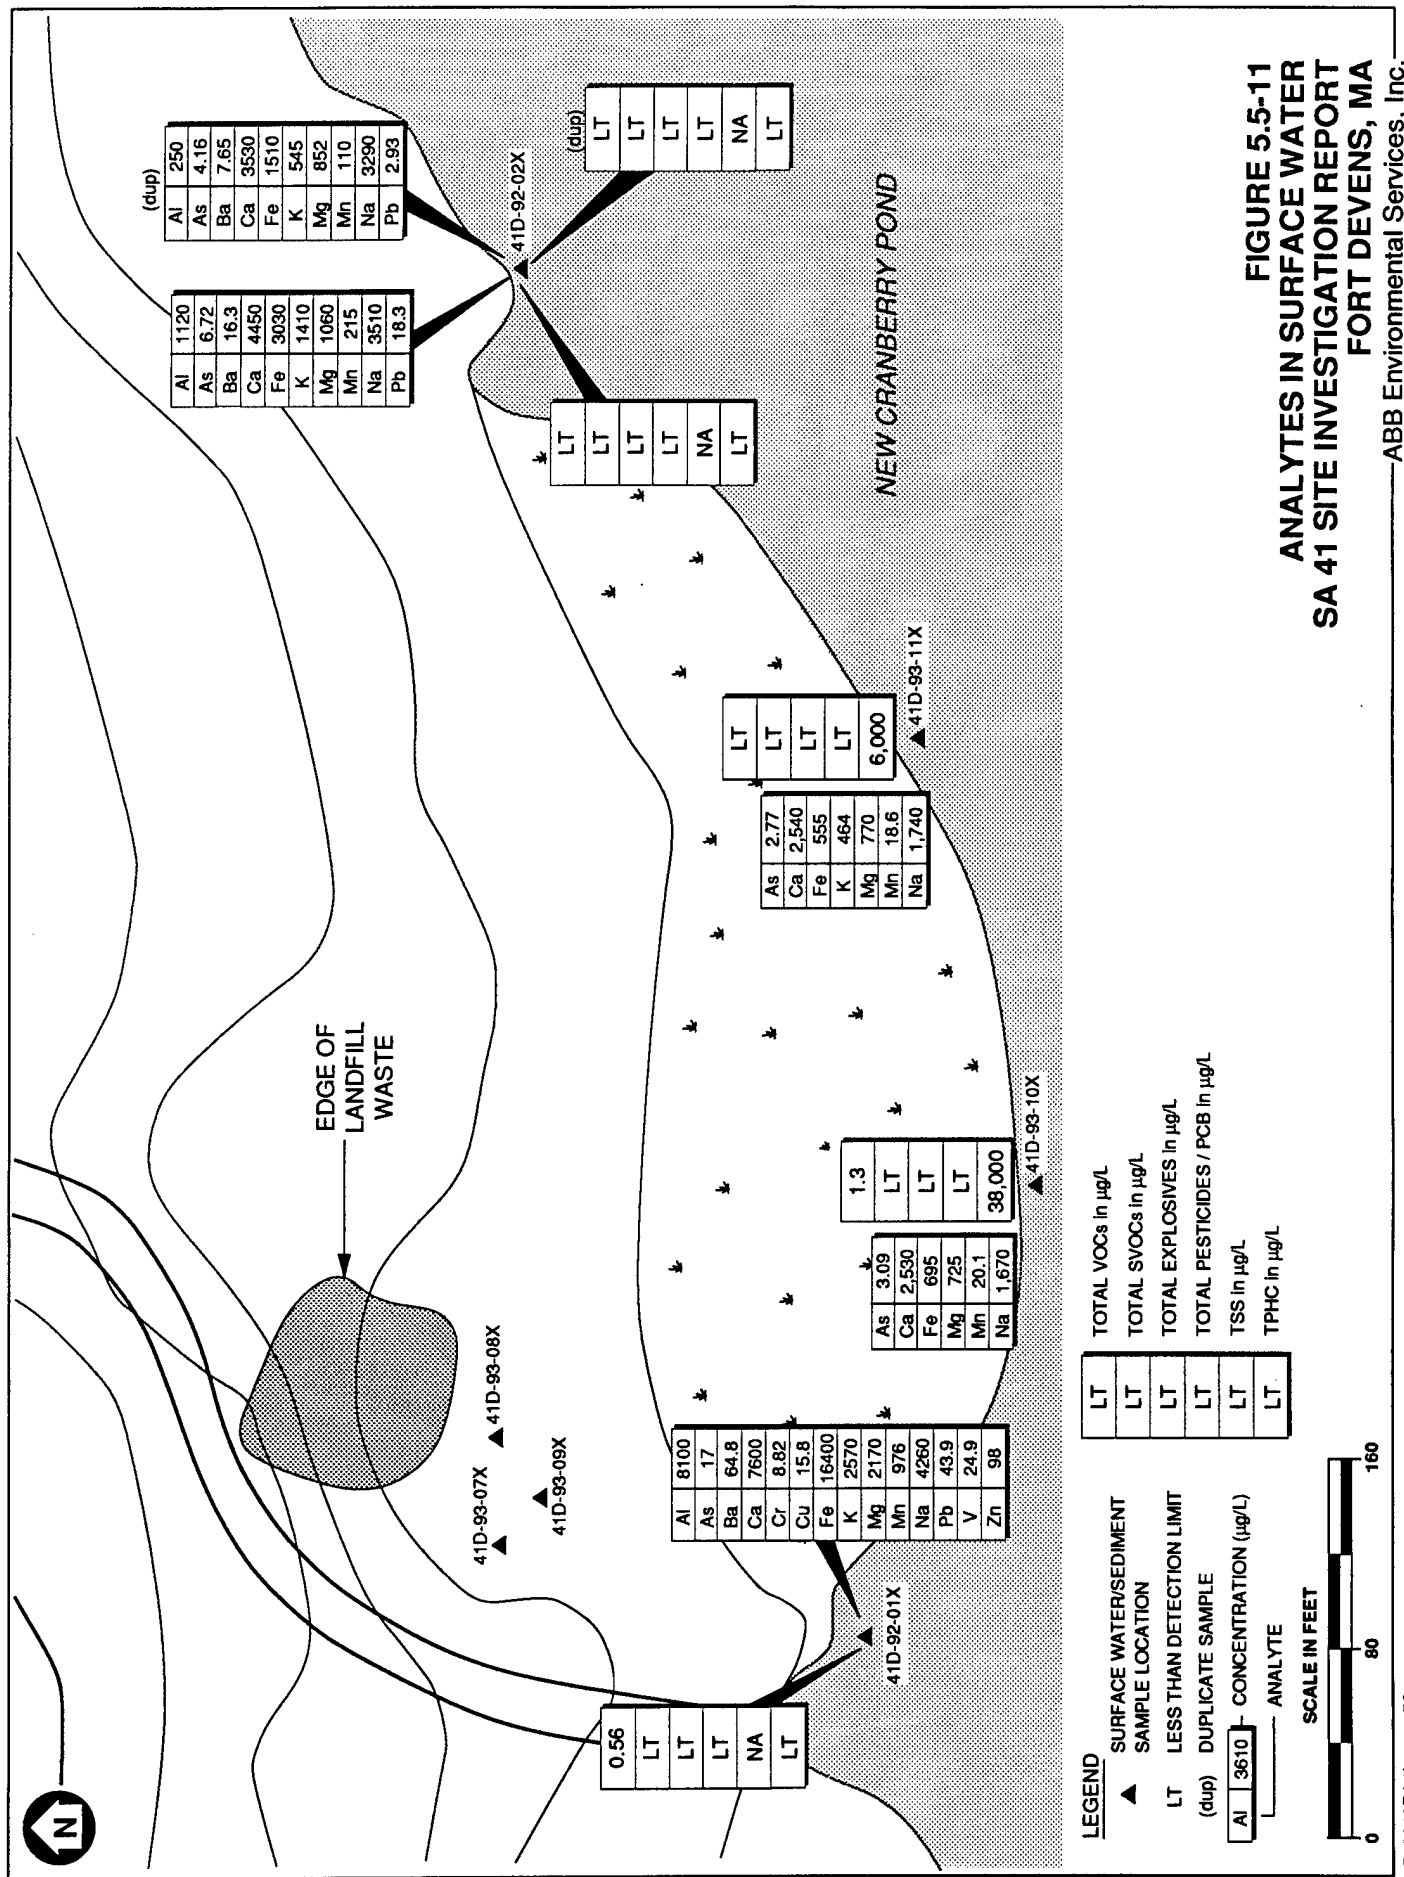 N
EDGE OF
LANDFILL
WASTE
(dup)
Al 1120
As 6.72
Ba 16.3
Ca 4450
Fe 3030
K 1410
Mg 1060
Mn 215
Na 3510
Pb 18.3
Al 250
As 4.16
Ba 7.65
Ca 3530
Fe 1510
K 545
Mg 852
Mn 110
Na 3290
Pb 2.93
41D-92-02X
(dup)
LT
LT
LT
LT
NA
LT
LT
LT
LT
LT
NA
LT
NEW CRANBERRY POND
41D-93-07X
41D-93-08X
41D-93-09X
LT
LT
LT
LT
6,000
41D-93-11X
As 2.77
Ca 2,540
Fe 555
K 464
Mg 770
Mn 18.6
Na 1,740
1.3
LT
LT
LT
38,000
41D-93-10X
As 3.09
Ca 2,530
Fe 695
Mg 725
Mn 20.1
Na 1,670
Al 8100
As 17
Ba 64.8
Ca 7600
Cr 8.82
Cu 15.8
Fe 16400
K 2570
Mg 2170
Mn 976
Na 4260
Pb 43.9
V 24.9
Zn 98
41D-92-01X
0.56
LT
LT
LT
NA
LT
LEGEND
SURFACE WATER/SEDIMENT
SAMPLE LOCATION
LT LESS THAN DETECTION LIMIT
(dup) DUPLICATE SAMPLE
Al 3610 CONCENTRATION (µg/L)
ANALYTE
LT TOTAL VOCs in µg/L
LT TOTAL SVOCs in µg/L
LT TOTAL EXPLOSIVES in µg/L
LT TOTAL PESTICIDES / PCB in µg/L
LT TSS in µg/L
LT TPHC in µg/L
SCALE IN FEET
0 80 160
FIGURE 5.5-11
ANALYTES IN SURFACE WATER
SA 41 SITE INVESTIGATION REPORT
FORT DEVENS, MA
ABB Environmental Services, Inc.